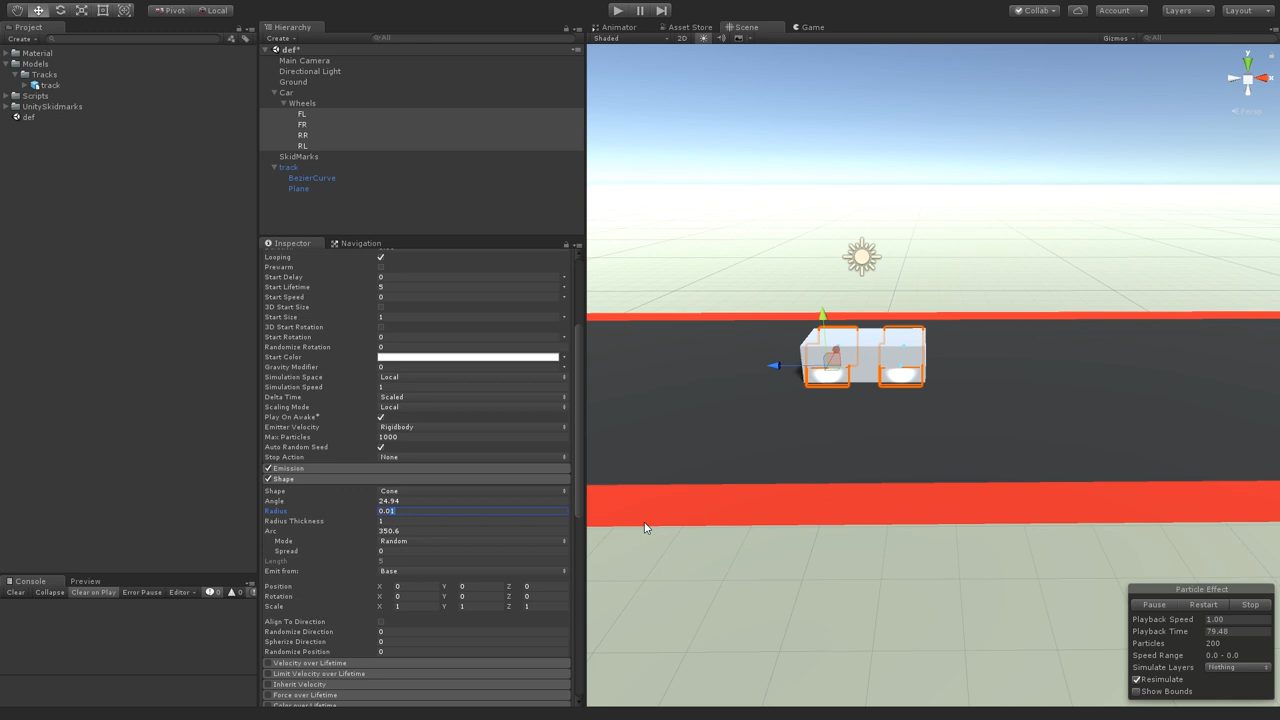 Pivot Local Collab Account Layers Layout
Project Hierarchy Animator Asset Store Scene Game
Create Create All Shaded 2D Gizmos All
Material
Models
Tracks
track
Scripts
UnitySkidmarks
def
def*
Main Camera
Directional Light
Ground
Car
Wheels
FL
FR
RR
RL
SkidMarks
track
BezierCurve
Plane
y
Persp
Inspector Navigation
Looping
Prewarm
Start Delay 0
Start Lifetime 5
Start Speed 0
3D Start Size
Start Size 1
3D Start Rotation
Start Rotation 0
Randomize Rotation 0
Start Color
Gravity Modifier 0
Simulation Space Local
Simulation Speed 1
Delta Time Scaled
Scaling Mode Local
Play On Awake*
Emitter Velocity Rigidbody
Max Particles 1000
Auto Random Seed
Stop Action None
Emission
Shape
Shape Cone
Angle 24.94
Radius 0.01
Radius Thickness 1
Arc 350.6
Mode Random
Spread 0
Length 5
Emit from: Base
Position X 0 Y 0 Z 0
Rotation X 0 Y 0 Z 0
Scale X 1 Y 1 Z 1
Align To Direction
Randomize Direction 0
Spherize Direction 0
Randomize Position 0
Velocity over Lifetime
Limit Velocity over Lifetime
Inherit Velocity
Force over Lifetime
Color over Lifetime
Console Preview
Clear Collapse Clear on Play Error Pause Editor 0 0
Particle Effect
Pause Restart Stop
Playback Speed 1.00
Playback Time 79.48
Particles 200
Speed Range 0.0 - 0.0
Simulate Layers Nothing
Resimulate
Show Bounds